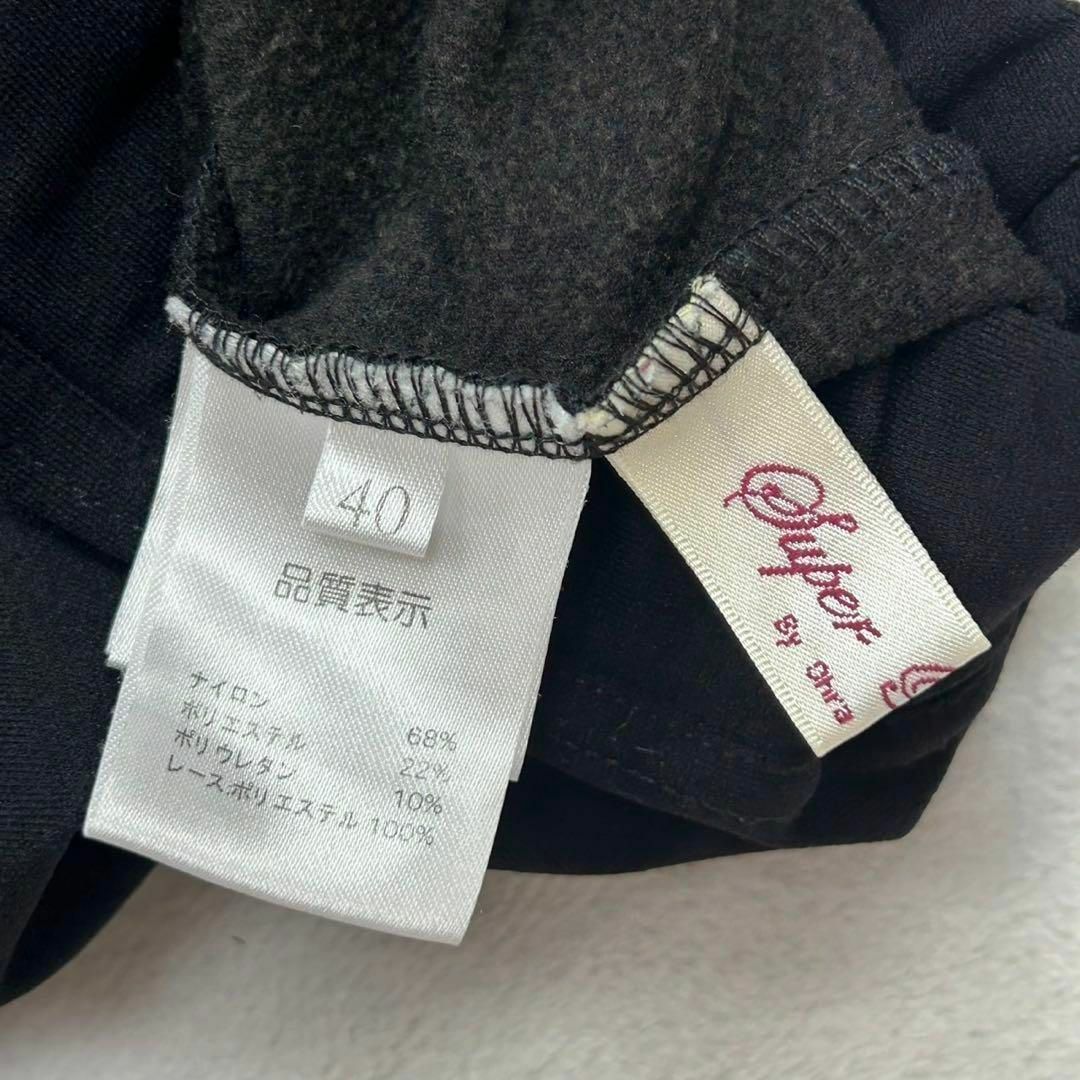 40
品質表示
ナイロン 68%
ポリエステル 22%
ポリウレタン 10%
レース:ポリエステル 100%
Super
By